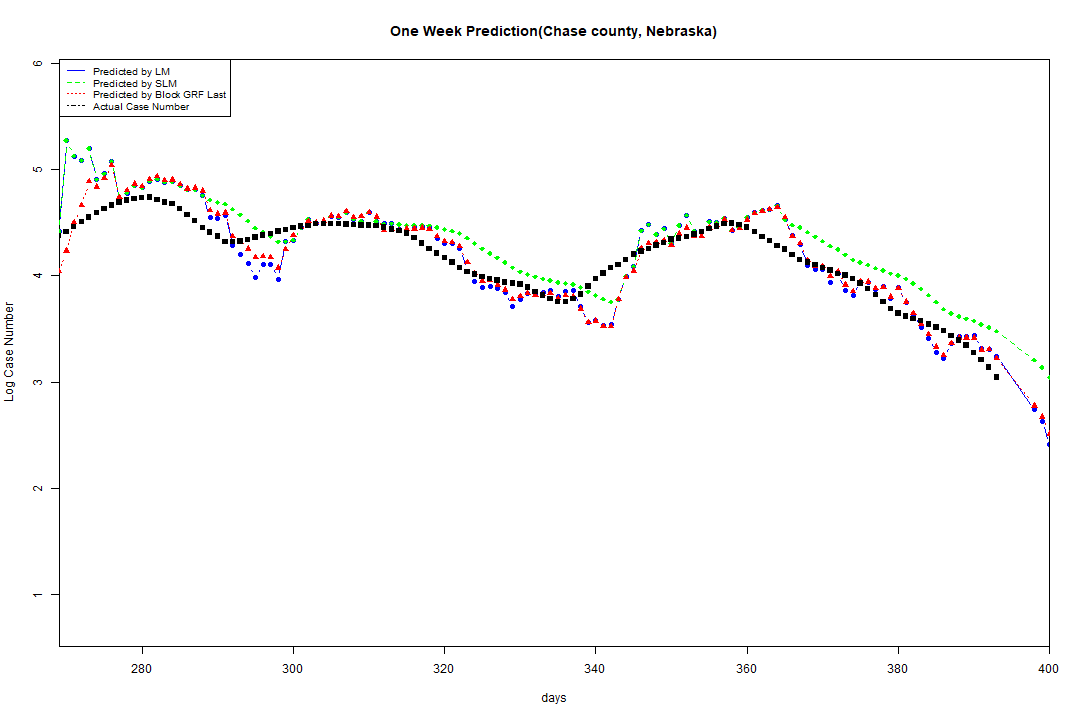 One Week Prediction(Chase county, Nebraska)
Predicted by LM
Predicted by SLM
Predicted by Block GRF Last
Actual Case Number
6
5
4
3
2
1
Log Case Number
280 300 320 340 360 380 400
days